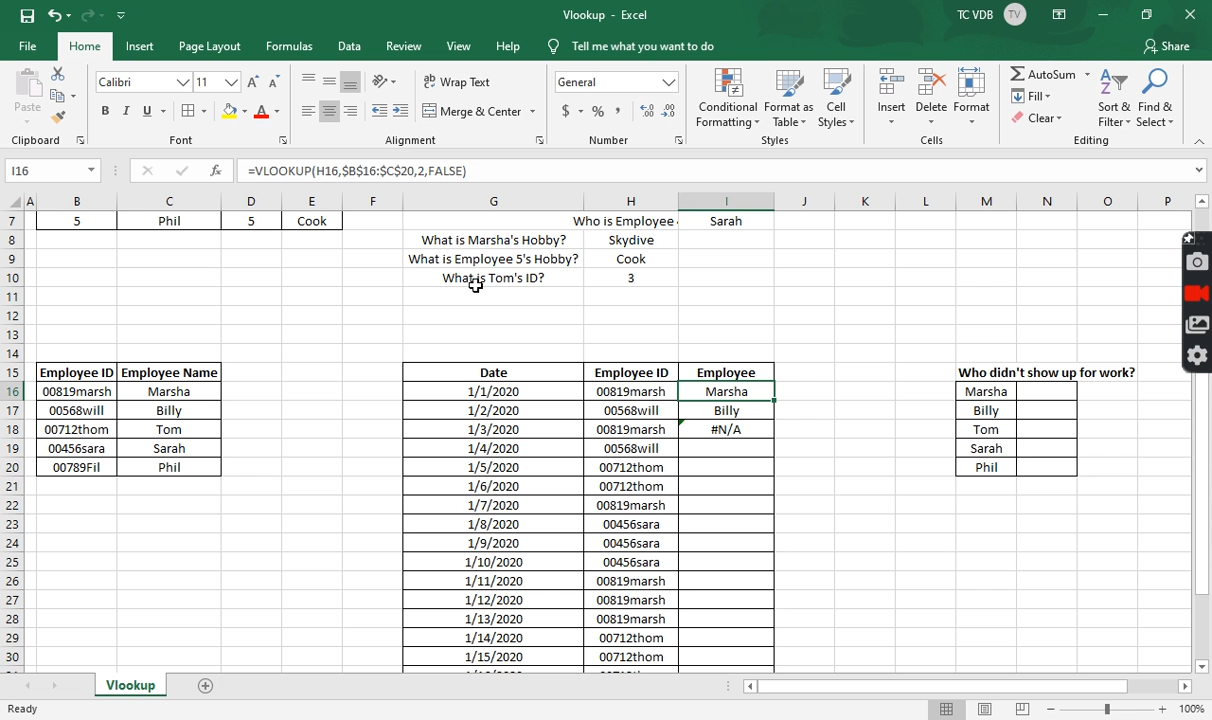 Vlookup - Excel
TC VDB
TV
File Home Insert Page Layout Formulas Data Review View Help Tell me what you want to do Share
Paste
Clipboard
Calibri 11
B I U
Font
Wrap Text
Merge & Center
Alignment
General
$ % ,
Number
Conditional Formatting
Format as Table
Cell Styles
Styles
Insert Delete Format
Cells
AutoSum
Fill
Clear
Sort & Filter
Find & Select
Editing
I16 fx =VLOOKUP(H16,$B$16:$C$20,2,FALSE)
A B C D E F G H I J K L M N O P
7 5 Phil 5 Cook Who is Employee Sarah
8 What is Marsha's Hobby? Skydive
9 What is Employee 5's Hobby? Cook
10 What is Tom's ID? 3
11
12
13
14
15 Employee ID Employee Name Date Employee ID Employee Who didn't show up for work?
16 00819marsh Marsha 1/1/2020 00819marsh Marsha Marsha
17 00568will Billy 1/2/2020 00568will Billy Billy
18 00712thom Tom 1/3/2020 00819marsh #N/A Tom
19 00456sara Sarah 1/4/2020 00568will Sarah
20 00789Fil Phil 1/5/2020 00712thom Phil
21 1/6/2020 00712thom
22 1/7/2020 00819marsh
23 1/8/2020 00456sara
24 1/9/2020 00456sara
25 1/10/2020 00456sara
26 1/11/2020 00819marsh
27 1/12/2020 00819marsh
28 1/13/2020 00819marsh
29 1/14/2020 00712thom
30 1/15/2020 00712thom
Vlookup
Ready
100%